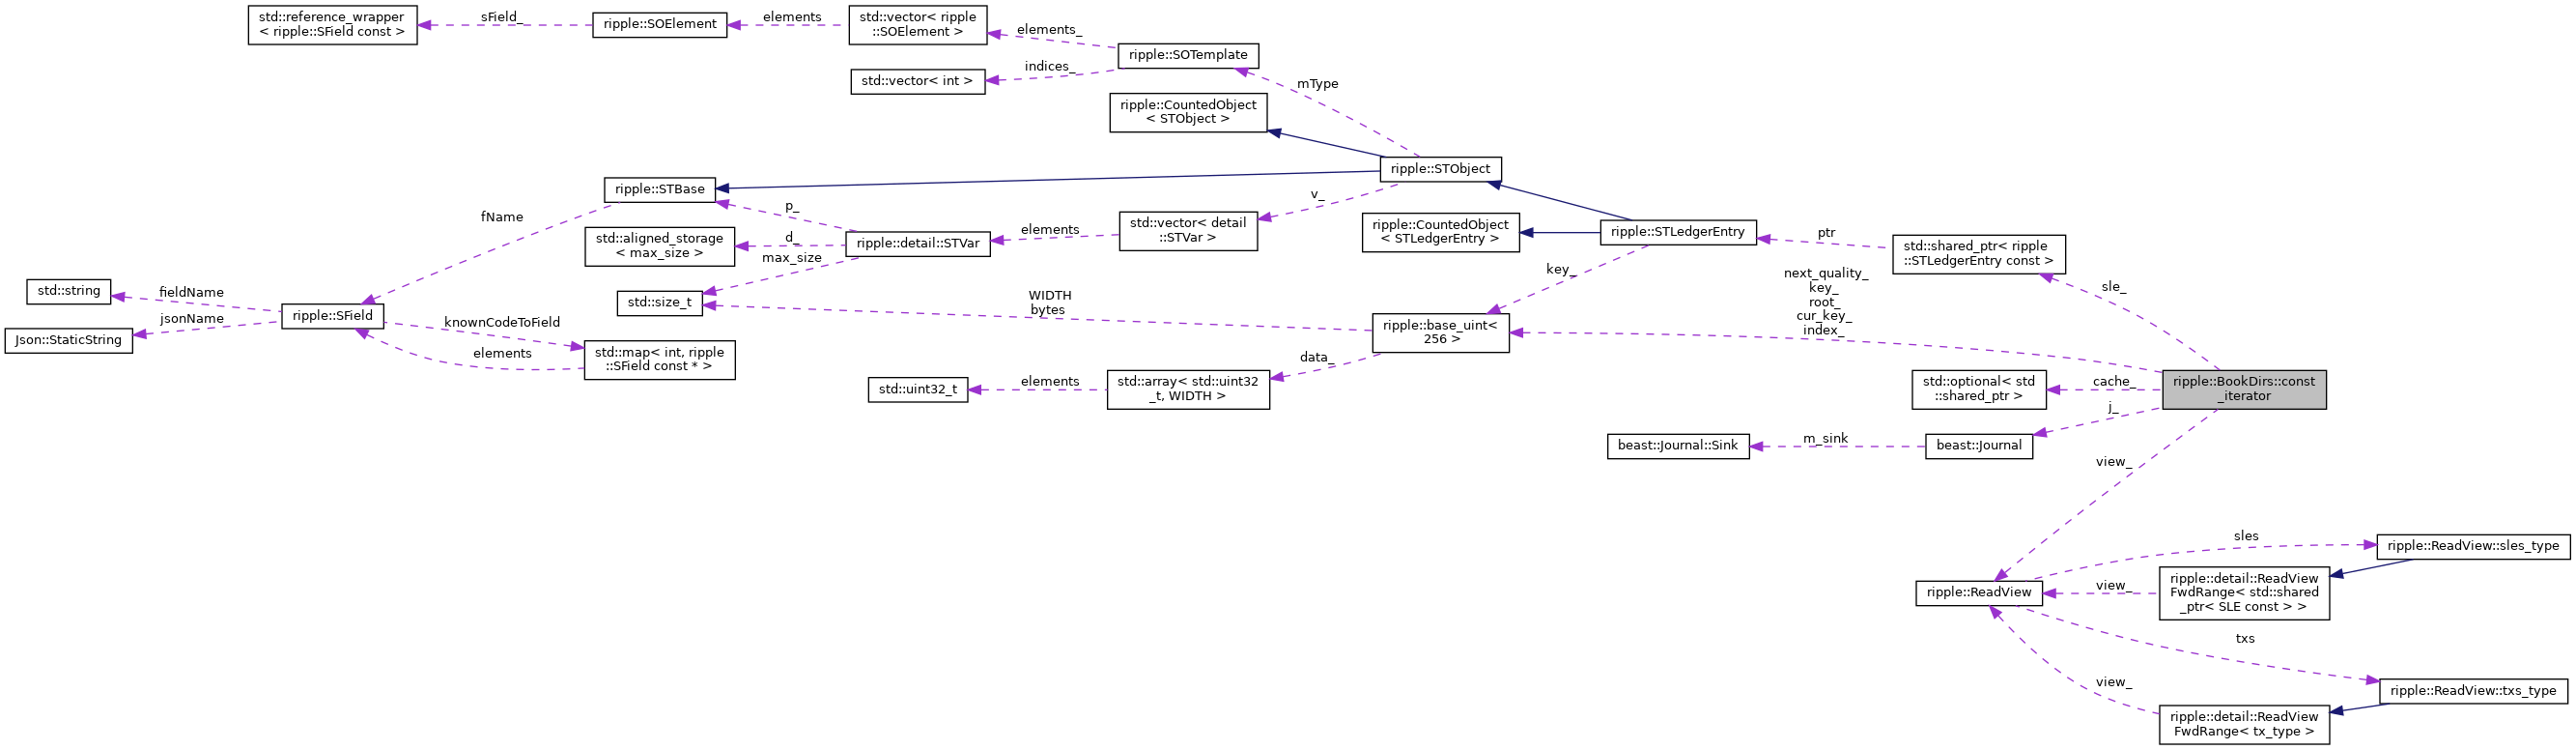 std::reference_wrapper
< ripple::SField const >
sField_
ripple::SOElement
elements
std::vector< ripple
::SOElement >
elements_
ripple::SOTemplate
indices_
std::vector< int >
mType
ripple::CountedObject
< STObject >
ripple::STObject
ripple::STBase
v_
p_
fName
std::vector< detail
::STVar >
elements
ripple::detail::STVar
d_
std::aligned_storage
< max_size >
max_size
ripple::CountedObject
< STLedgerEntry >
ripple::STLedgerEntry
ptr
std::shared_ptr< ripple
::STLedgerEntry const >
key_
sle_
next_quality_
key_
root_
cur_key_
index_
std::string
fieldName
std::size_t
WIDTH
bytes
ripple::SField
jsonName
Json::StaticString
knownCodeToField
elements
std::map< int, ripple
::SField const * >
ripple::base_uint<
256 >
data_
std::array< std::uint32
_t, WIDTH >
elements
std::uint32_t
std::optional< std
::shared_ptr >
cache_
ripple::BookDirs::const
_iterator
j_
beast::Journal::Sink
m_sink
beast::Journal
view_
sles
ripple::ReadView::sles_type
ripple::ReadView
view_
ripple::detail::ReadView
FwdRange< std::shared
_ptr< SLE const > >
txs
view_
ripple::ReadView::txs_type
ripple::detail::ReadView
FwdRange< tx_type >